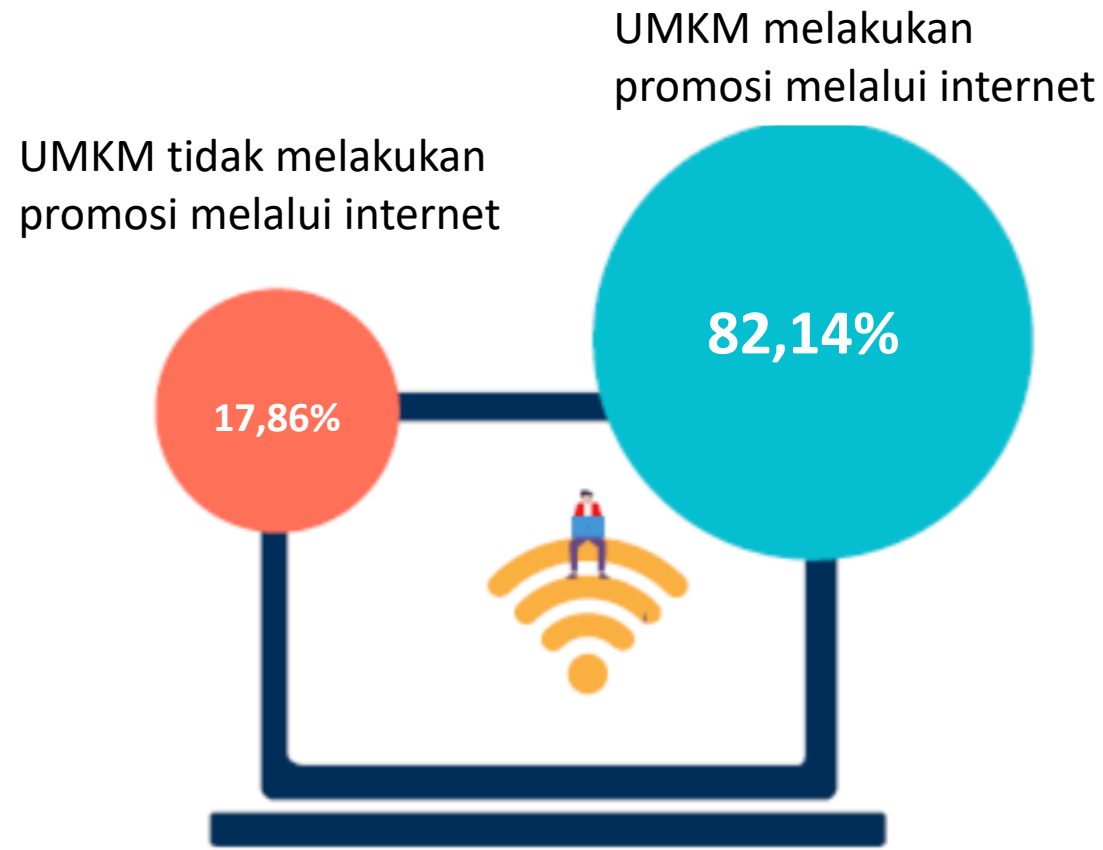 UMKM melakukan
promosi melalui internet
UMKM tidak melakukan
promosi melalui internet
82,14%
17,86%